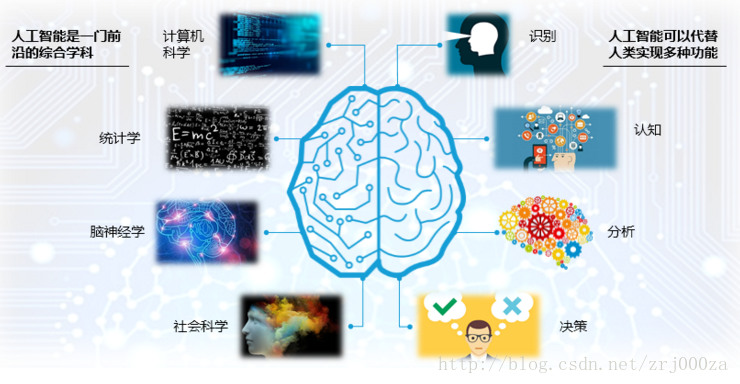 人工智能是一门前
沿的综合学科
计算机
科学
识别
人工智能可以代替
人类实现多种功能
统计学
E=mc²
认知
脑神经学
分析
社会科学
决策
http://blog.csdn.net/zrj000za